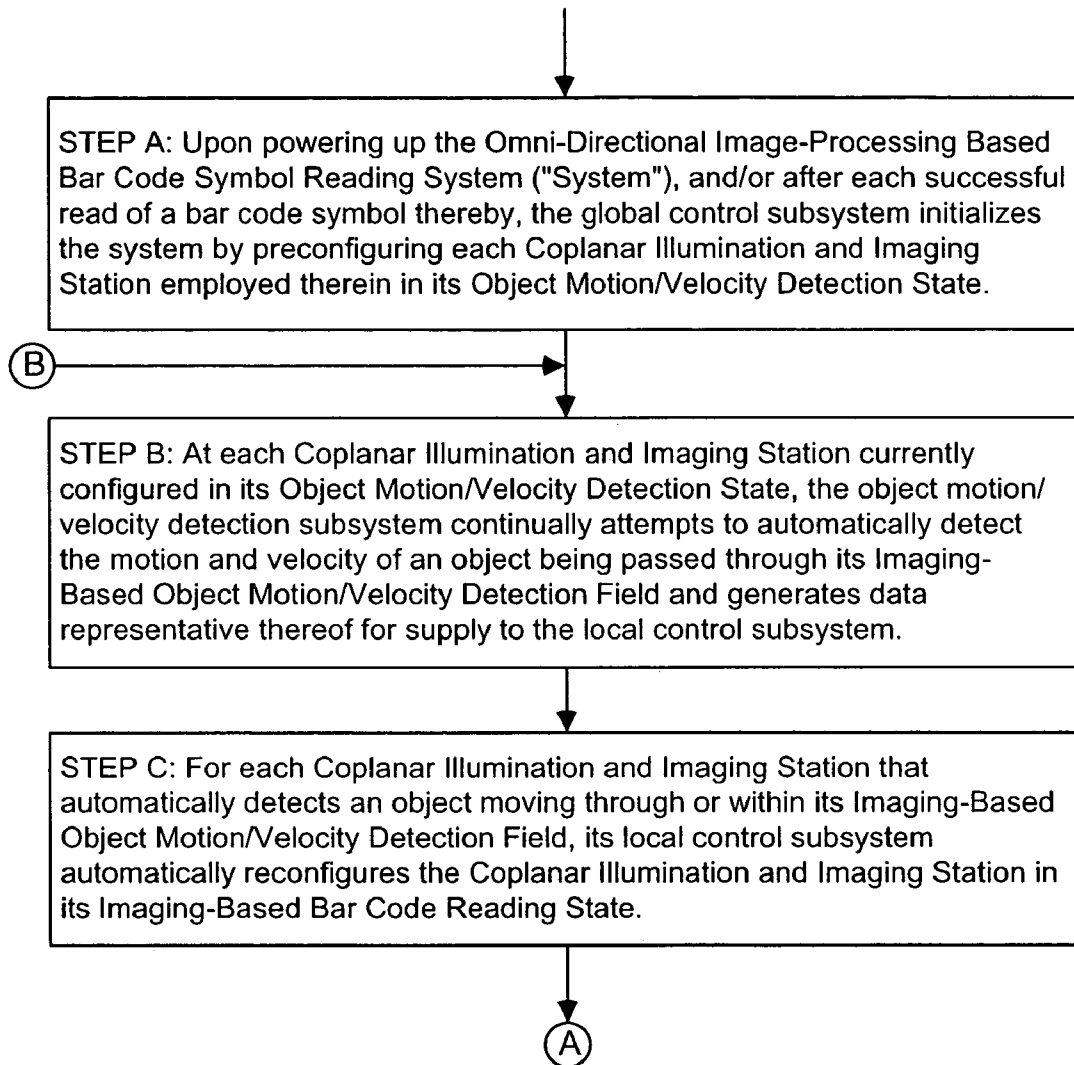 STEP A: Upon powering up the Omni-Directional Image-Processing Based
Bar Code Symbol Reading System ("System"), and/or after each successful
read of a bar code symbol thereby, the global control subsystem initializes
the system by preconfiguring each Coplanar Illumination and Imaging
Station employed therein in its Object Motion/Velocity Detection State.
B
STEP B: At each Coplanar Illumination and Imaging Station currently
configured in its Object Motion/Velocity Detection State, the object motion/
velocity detection subsystem continually attempts to automatically detect
the motion and velocity of an object being passed through its Imaging-
Based Object Motion/Velocity Detection Field and generates data
representative thereof for supply to the local control subsystem.
STEP C: For each Coplanar Illumination and Imaging Station that
automatically detects an object moving through or within its Imaging-Based
Object Motion/Velocity Detection Field, its local control subsystem
automatically reconfigures the Coplanar Illumination and Imaging Station in
its Imaging-Based Bar Code Reading State.
A